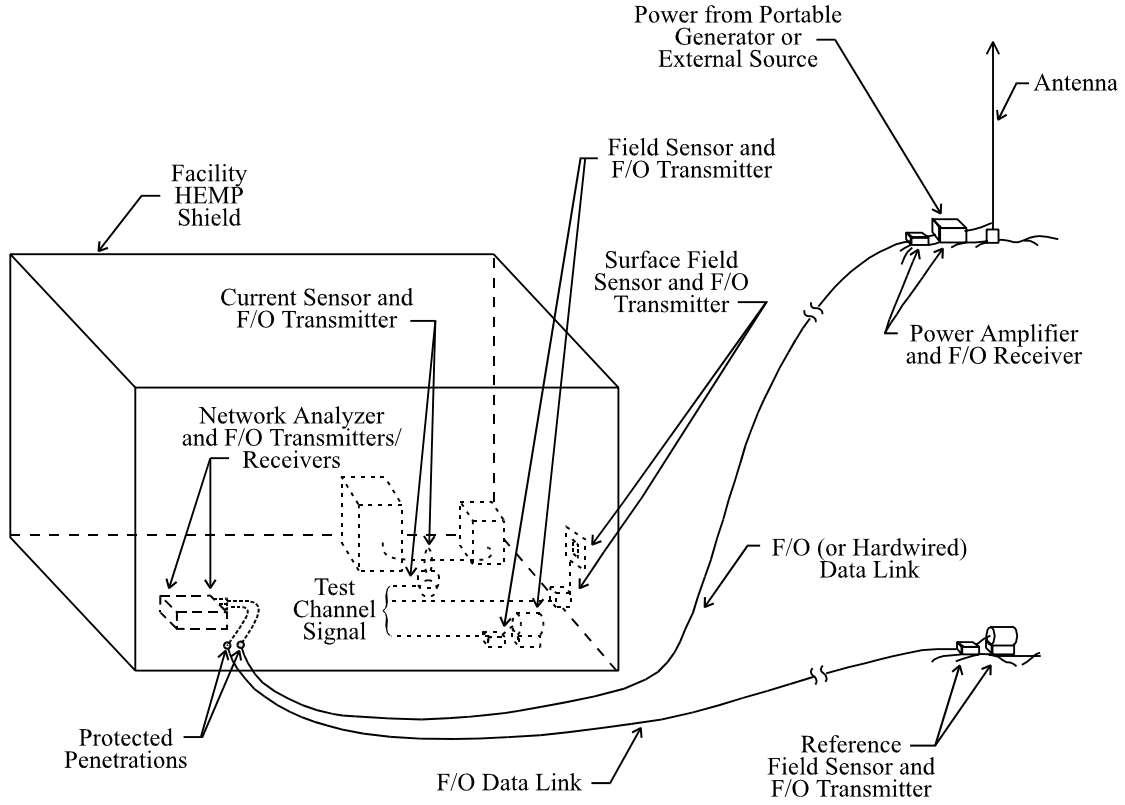 Power from Portable
Generator or
External Source
Antenna
Field Sensor and
F/O Transmitter
Facility
HEMP
Shield
Surface Field
Sensor and F/O
Transmitter
Current Sensor and
F/O Transmitter
Power Amplifier
and F/O Receiver
Network Analyzer
and F/O Transmitters/
Receivers
F/O (or Hardwired)
Data Link
Test
Channel
Signal
Protected
Penetrations
Reference
Field Sensor and
F/O Transmitter
F/O Data Link